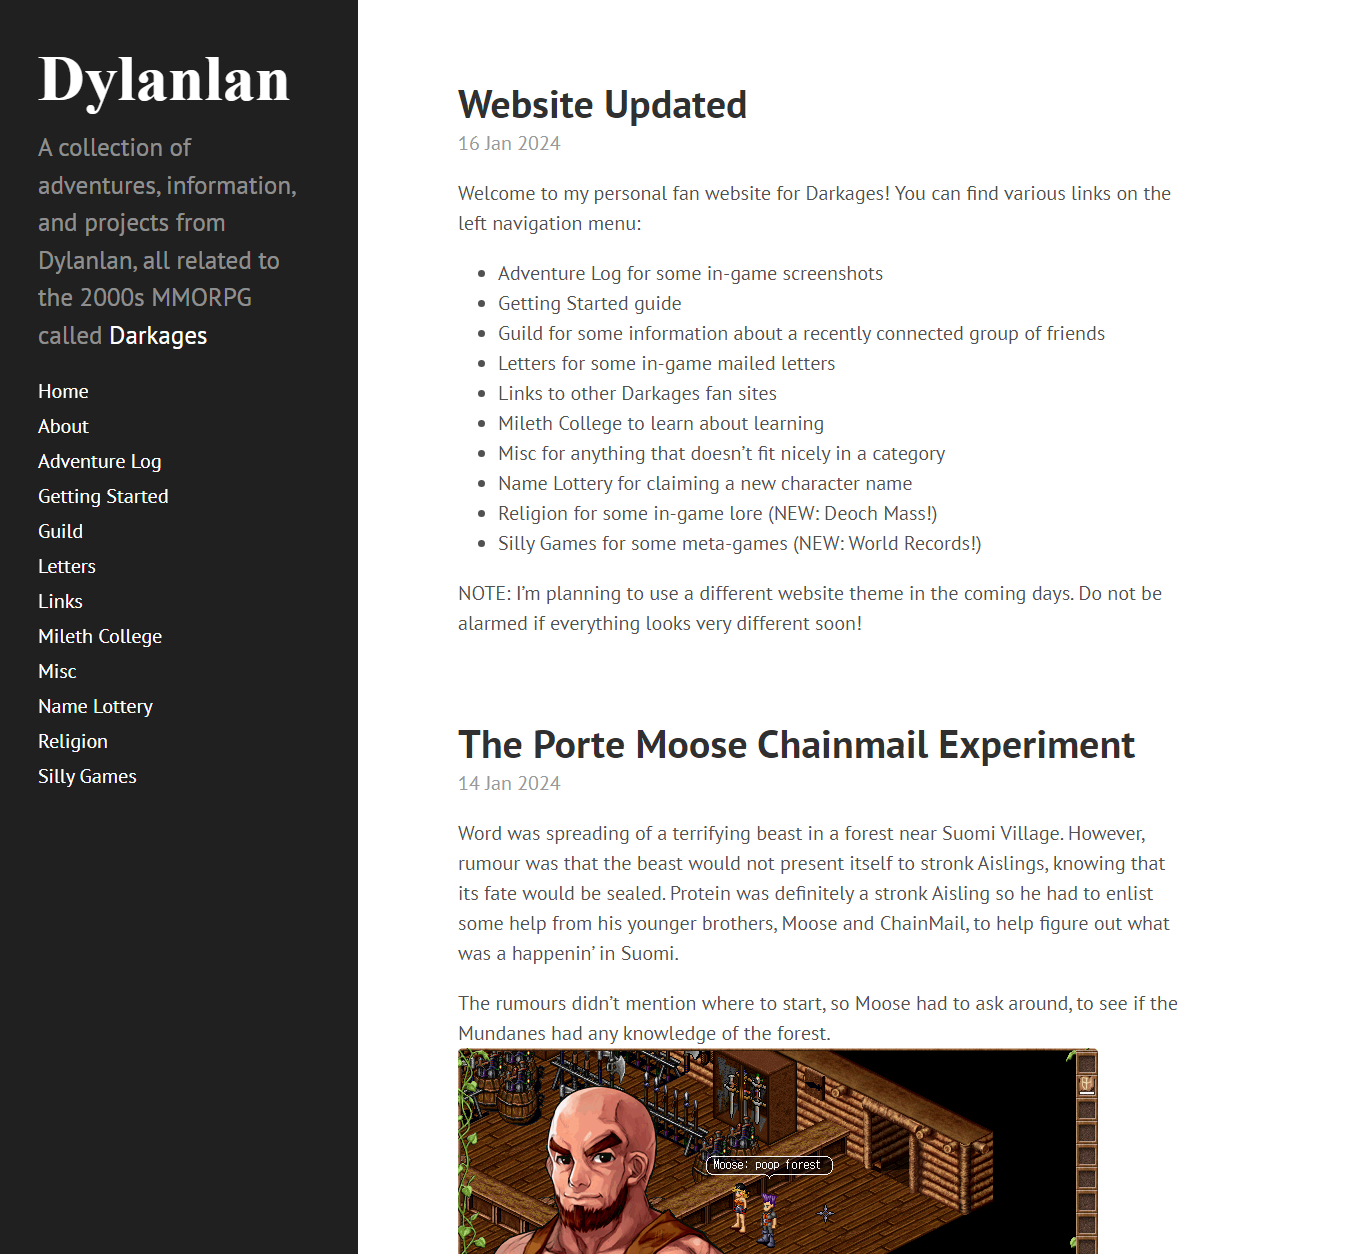 Dylanlan
A collection of
adventures, information,
and projects from
Dylanlan, all related to
the 2000s MMORPG
called Darkages
Home
About
Adventure Log
Getting Started
Guild
Letters
Links
Mileth College
Misc
Name Lottery
Religion
Silly Games
Website Updated
16 Jan 2024
Welcome to my personal fan website for Darkages! You can find various links on the
left navigation menu:
• Adventure Log for some in-game screenshots
• Getting Started guide
• Guild for some information about a recently connected group of friends
• Letters for some in-game mailed letters
• Links to other Darkages fan sites
• Mileth College to learn about learning
• Misc for anything that doesn’t fit nicely in a category
• Name Lottery for claiming a new character name
• Religion for some in-game lore (NEW: Deoch Mass!)
• Silly Games for some meta-games (NEW: World Records!)
NOTE: I’m planning to use a different website theme in the coming days. Do not be
alarmed if everything looks very different soon!
The Porte Moose Chainmail Experiment
14 Jan 2024
Word was spreading of a terrifying beast in a forest near Suomi Village. However,
rumour was that the beast would not present itself to stronk Aislings, knowing that
its fate would be sealed. Protein was definitely a stronk Aisling so he had to enlist
some help from his younger brothers, Moose and ChainMail, to help figure out what
was a happenin’ in Suomi.
The rumours didn’t mention where to start, so Moose had to ask around, to see if the
Mundanes had any knowledge of the forest.
Moose: poop forest